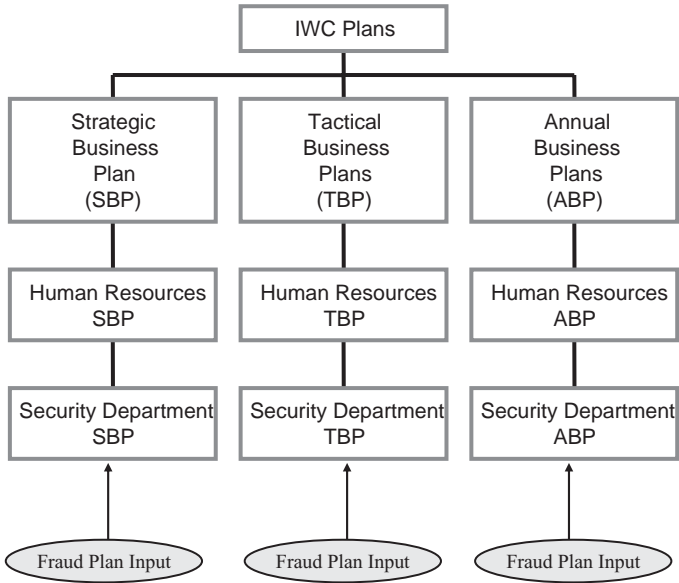 IWC Plans
Strategic
Business
Plan
(SBP)
Tactical
Business
Plans
(TBP)
Annual
Business
Plans
(ABP)
Human Resources
SBP
Human Resources
TBP
Human Resources
ABP
Security Department
SBP
Security Department
TBP
Security Department
ABP
Fraud Plan Input
Fraud Plan Input
Fraud Plan Input